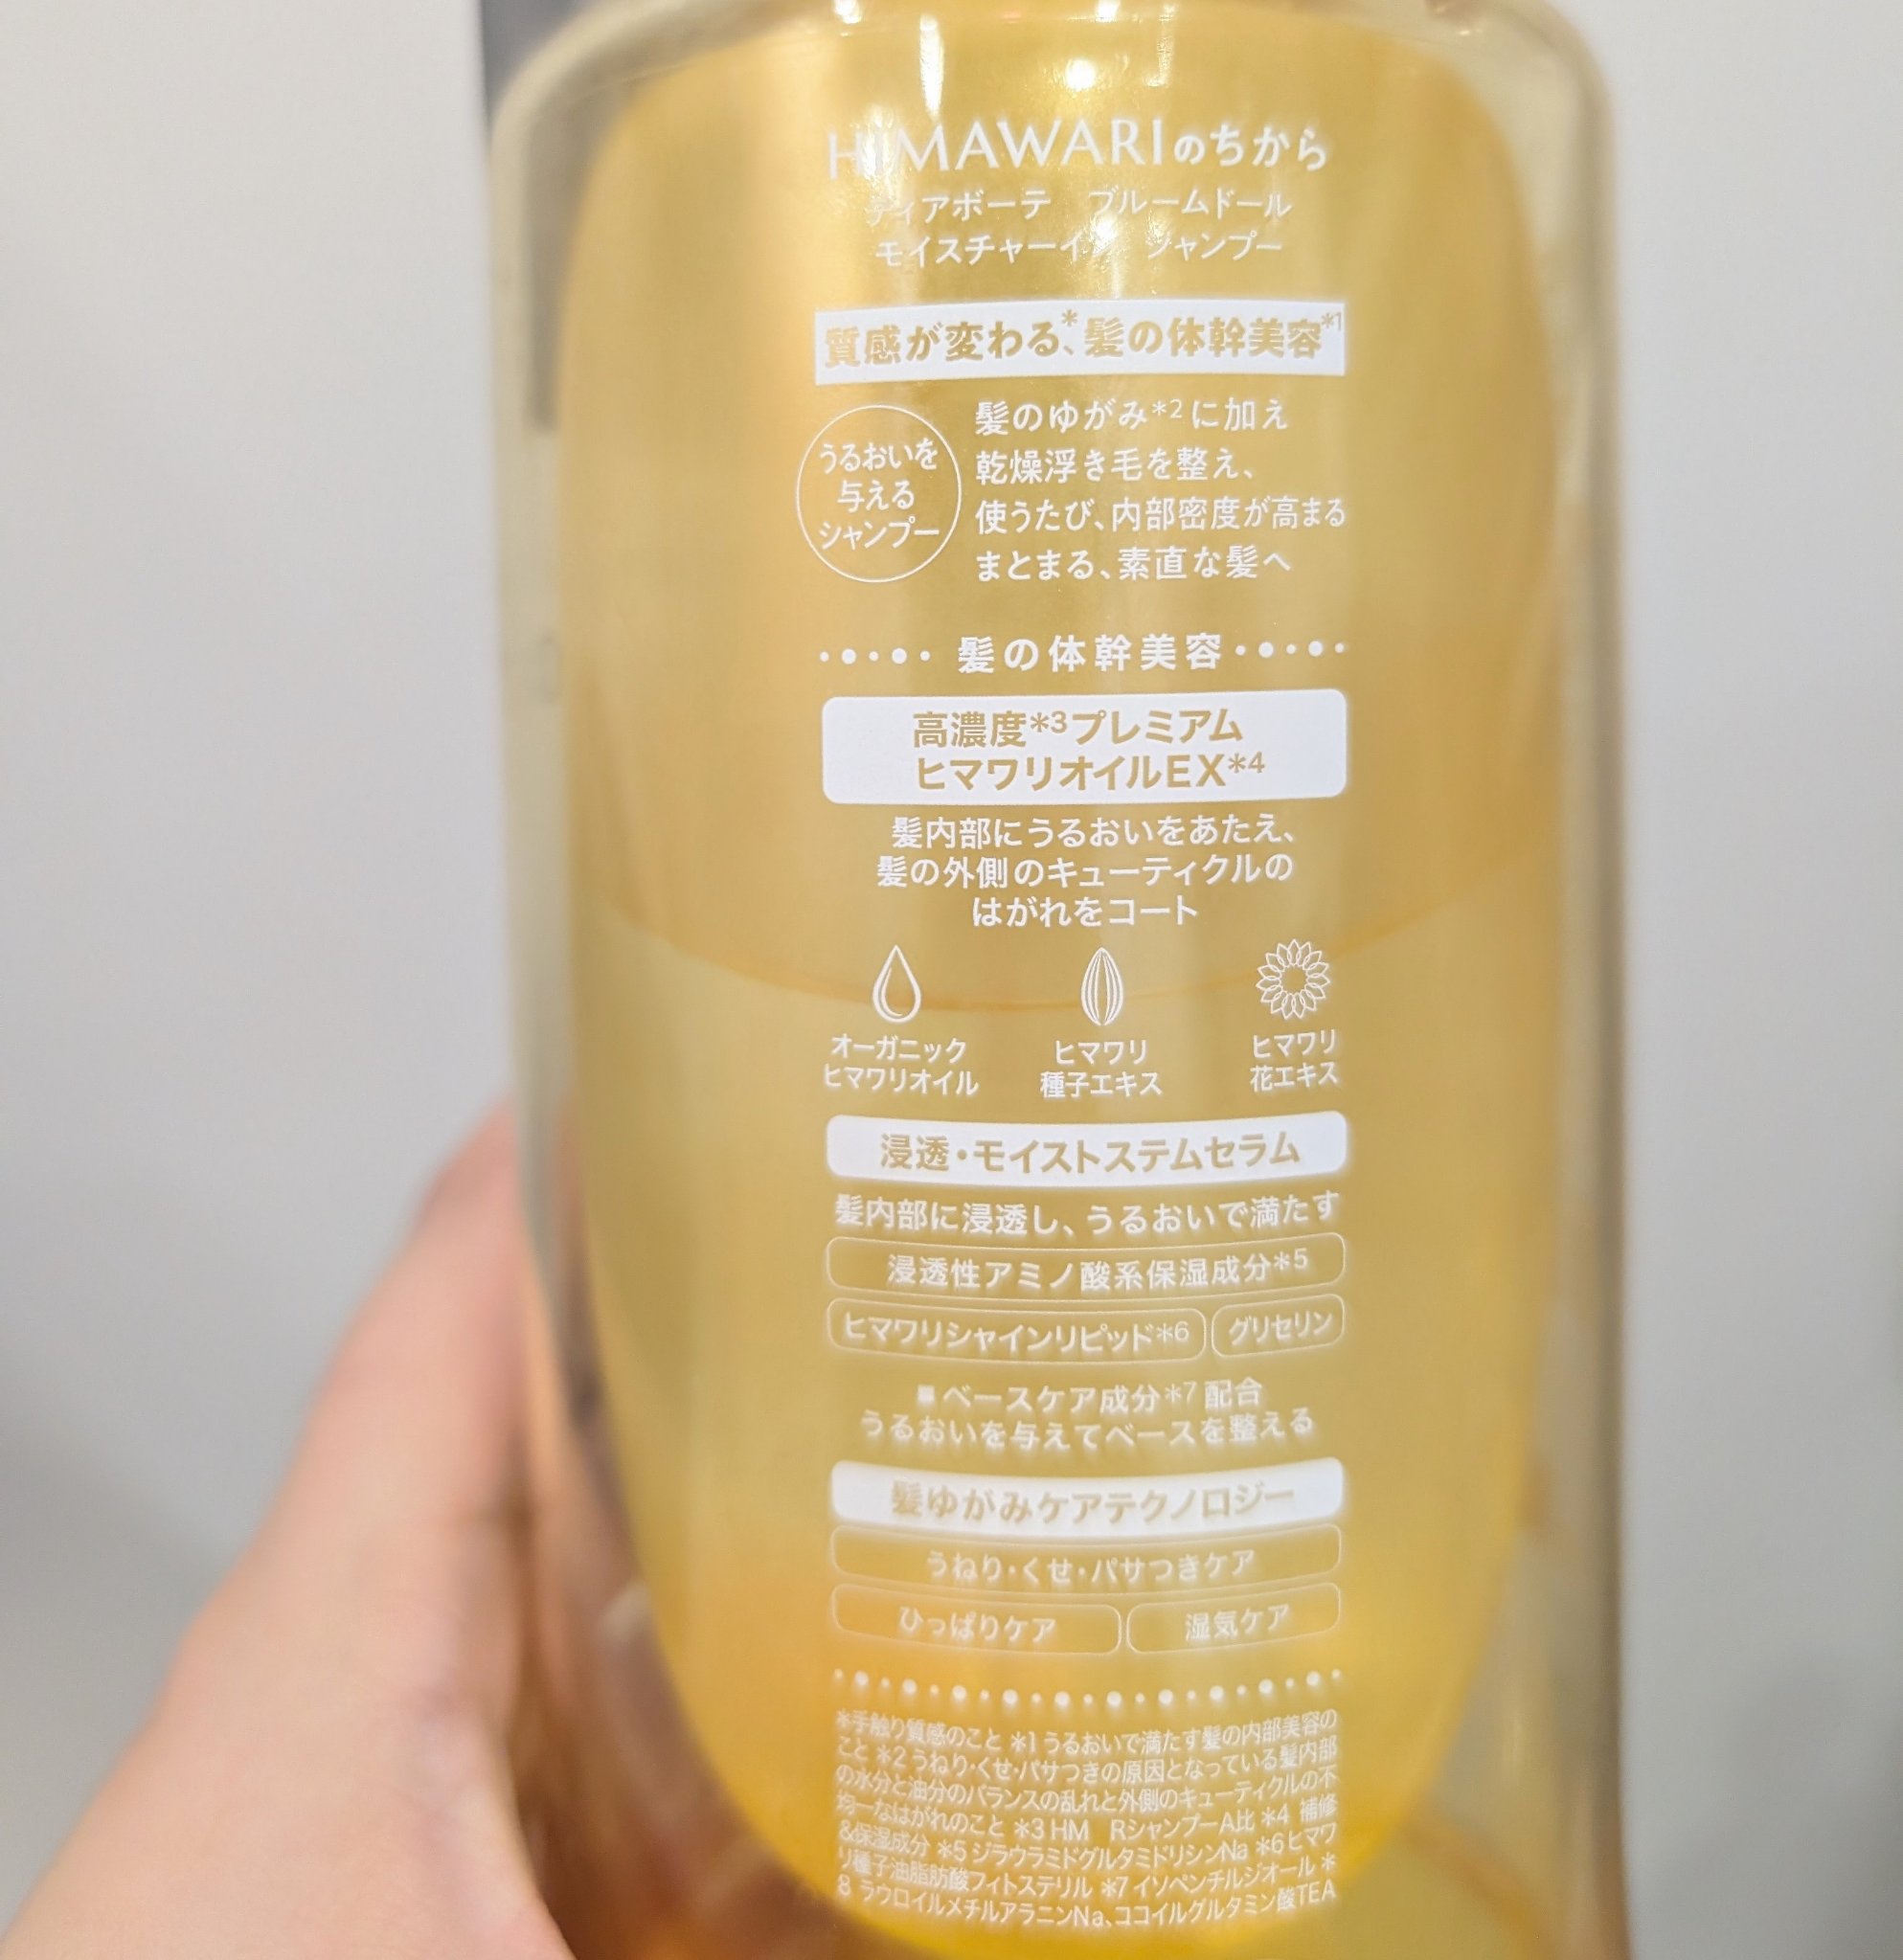 HIMAWARIのちから
ディアボーテ ブルームドール
モイスチャーイン シャンプー
質感が変わる*、髪の体幹美容*1
うるおいを
与える
シャンプー
髪のゆがみ*2に加え
乾燥浮き毛を整え、
使うたび、内部密度が高まる
まとまる、素直な髪へ
髪の体幹美容
高濃度*3プレミアム
ヒマワリオイルEX*4
髪内部にうるおいをあたえ、
髪の外側のキューティクルの
はがれをコート
オーガニック
ヒマワリオイル
ヒマワリ
種子エキス
ヒマワリ
花エキス
浸透・モイストステムセラム
髪内部に浸透し、うるおいで満たす
浸透性アミノ酸系保湿成分*5
ヒマワリシャインリピッド*6 グリセリン
■ベースケア成分*7配合
うるおいを与えてベースを整える
髪ゆがみケアテクノロジー
うねり・くせ・パサつきケア
ひっぱりケア 湿気ケア
*手触り質感のこと *1 うるおいで満たす髪の内部美容の
こと *2 うねり・くせ・パサつきの原因となっている髪内部
の水分と油分のバランスの乱れと外側のキューティクルの不
均一なはがれのこと *3 HM RシャンプーA比 *4 補修
&保湿成分 *5 ジラウラミドグルタミドリシンNa *6 ヒマワ
リ種子油脂肪酸フィトステリル *7 イソペンチルジオール *
8 ラウロイルメチルアラニンNa、ココイルグルタミン酸TEA